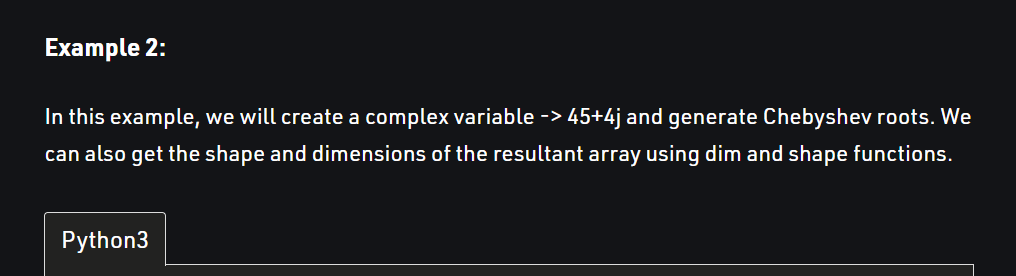 Example 2:
In this example, we will create a complex variable -> 45+4j and generate Chebyshev roots. We
can also get the shape and dimensions of the resultant array using dim and shape functions.
Python3